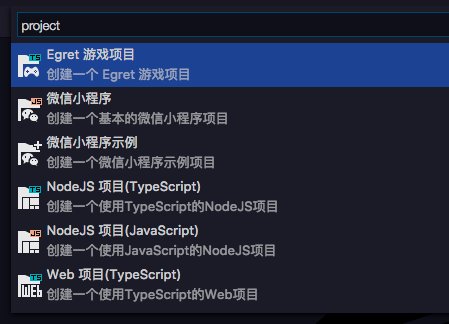 project
TS
Egret 游戏项目
创建一个 Egret 游戏项目
JS
微信小程序
创建一个基本的微信小程序项目
微信小程序示例
创建一个微信小程序示例项目
TS
NodeJS 项目(TypeScript)
创建一个使用TypeScript的NodeJS项目
JS
NodeJS 项目(JavaScript)
创建一个使用JavaScript的NodeJS项目
TS
WEB
Web 项目(TypeScript)
创建一个使用TypeScript的Web项目